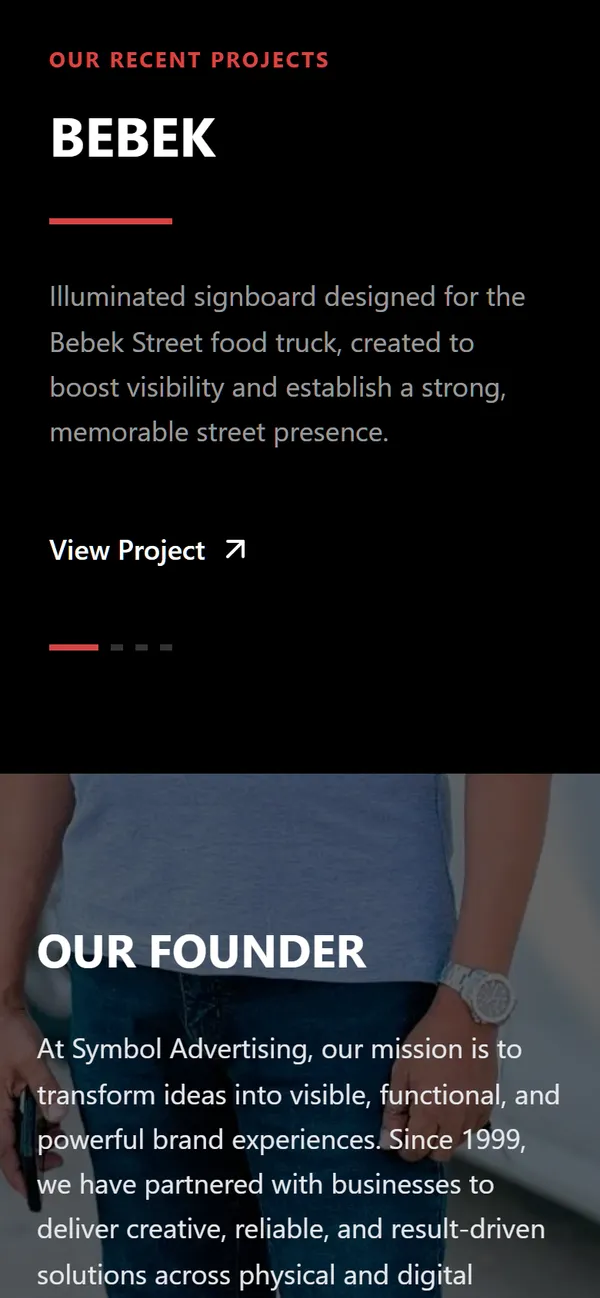 OUR RECENT PROJECTS
BEBEK
Illuminated signboard designed for the
Bebek Street food truck, created to
boost visibility and establish a strong,
memorable street presence.
View Project
OUR FOUNDER
At Symbol Advertising, our mission is to
transform ideas into visible, functional, and
powerful brand experiences. Since 1999,
we have partnered with businesses to
deliver creative, reliable, and result-driven
solutions across physical and digital